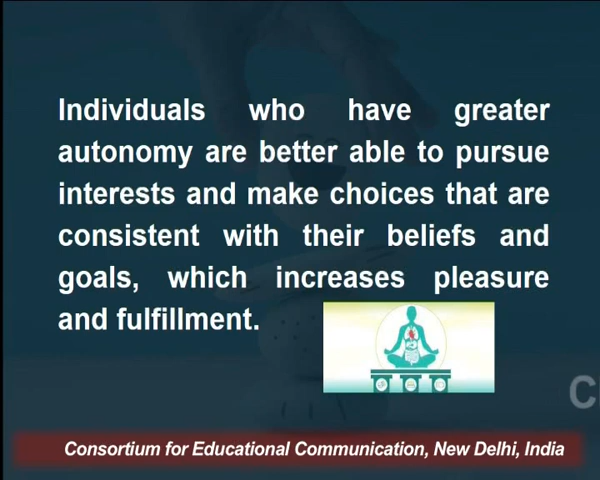 Individuals who have greater
autonomy are better able to pursue
interests and make choices that are
consistent with their beliefs and
goals, which increases pleasure
and fulfillment.
C
Consortium for Educational Communication, New Delhi, India